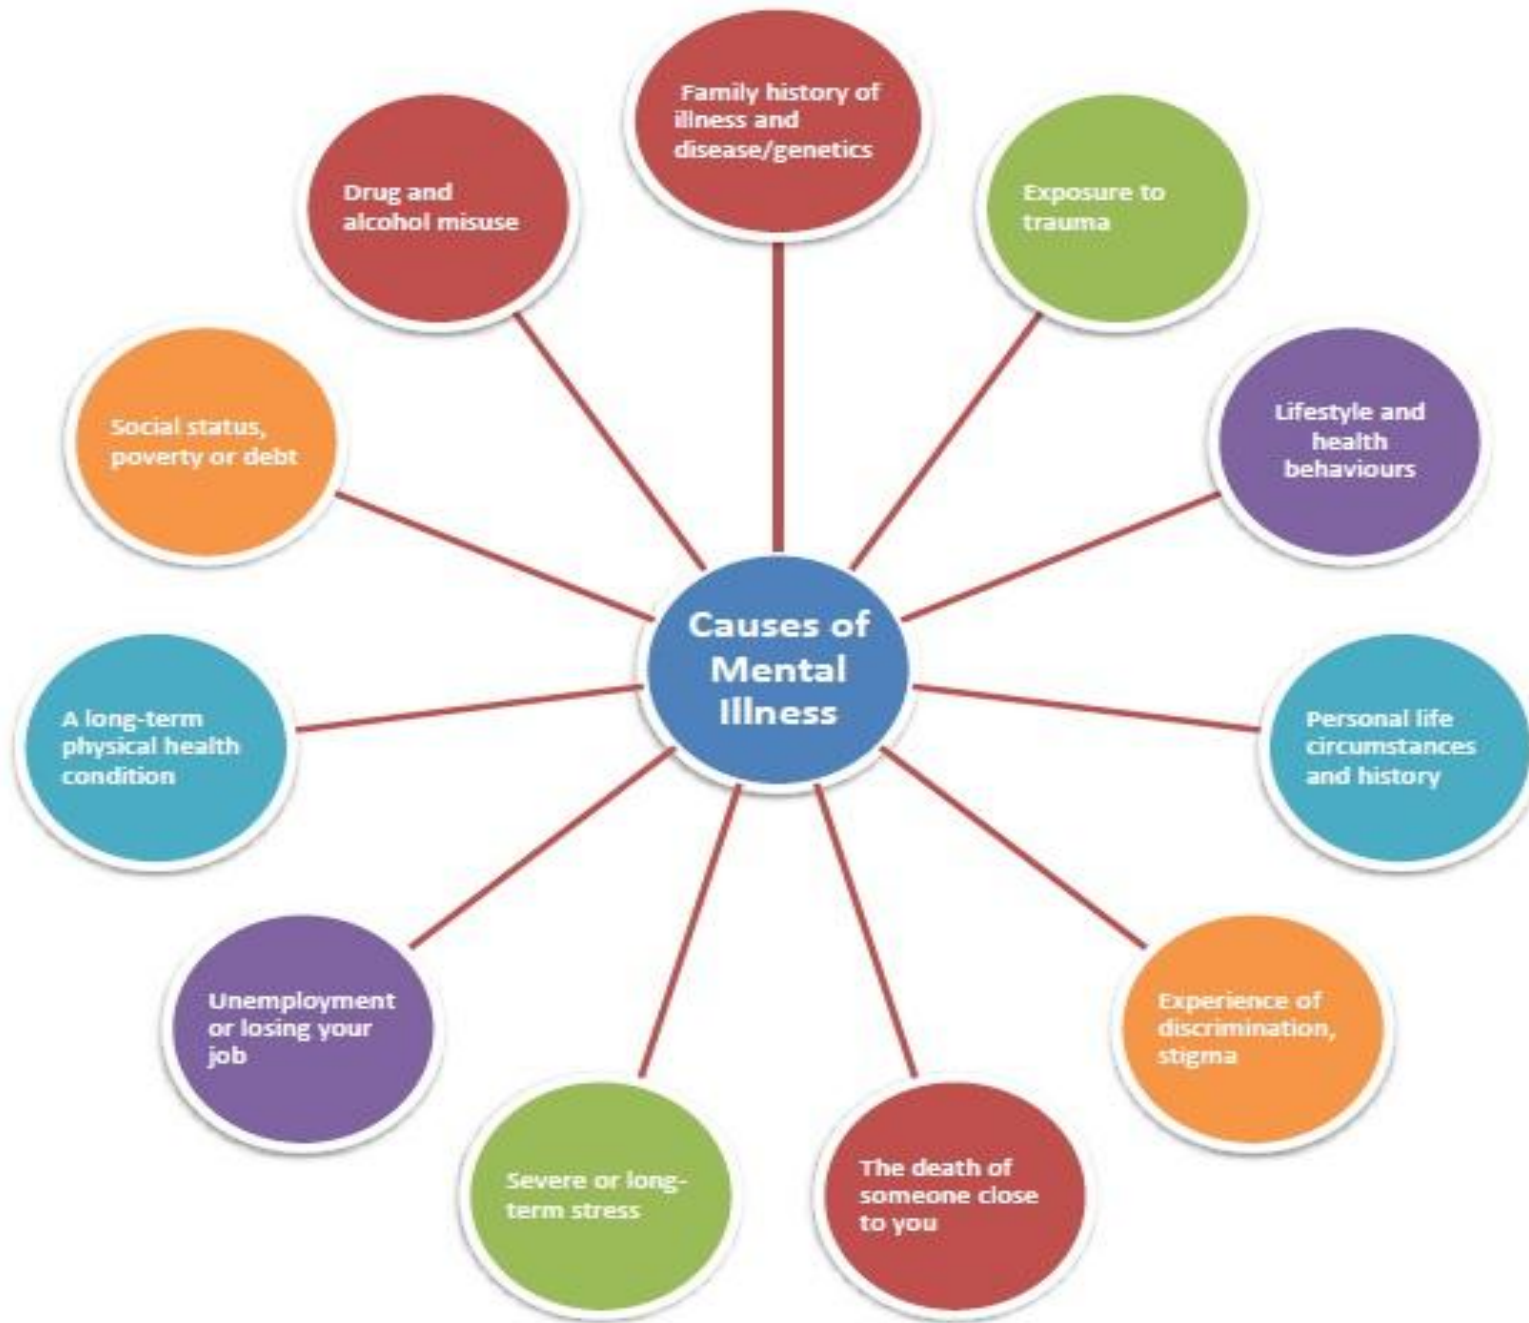 Family history of
illness and
disease/genetics
Exposure to
trauma
Lifestyle and
health
behaviours
Personal life
circumstances
and history
Experience of
discrimination,
stigma
The death of
someone close
to you
Severe or long-
term stress
Unemployment
or losing your
job
A long-term
physical health
condition
Social status,
poverty or debt
Drug and
alcohol misuse
Causes of
Mental
Illness